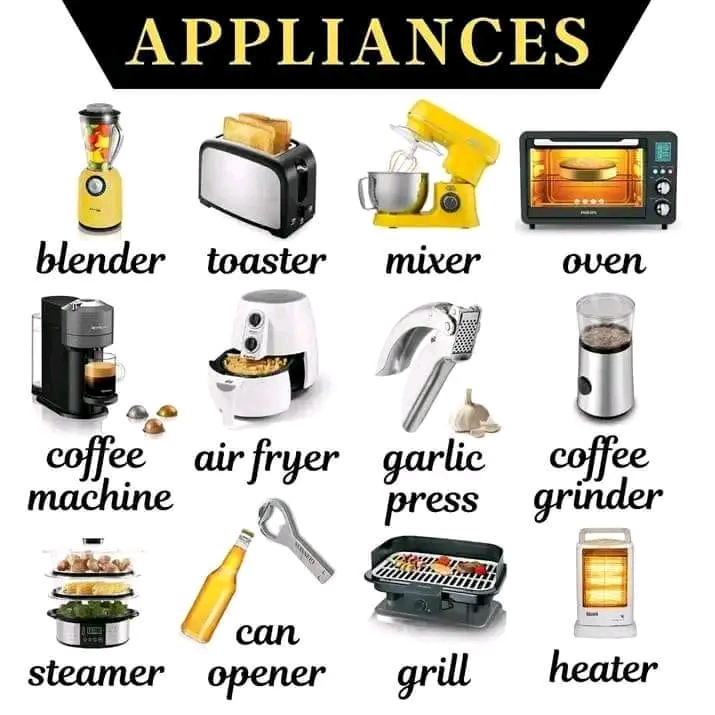 APPLIANCES
blender
toaster
mixer
oven
coffee
machine
air fryer
garlic
press
coffee
grinder
steamer
can
opener
grill
heater